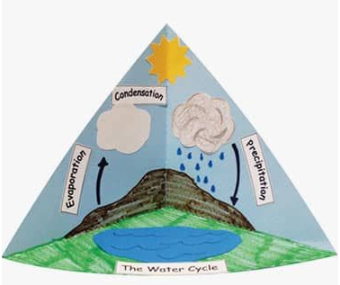 Condensation
Evaporation
Precipitation
The Water Cycle